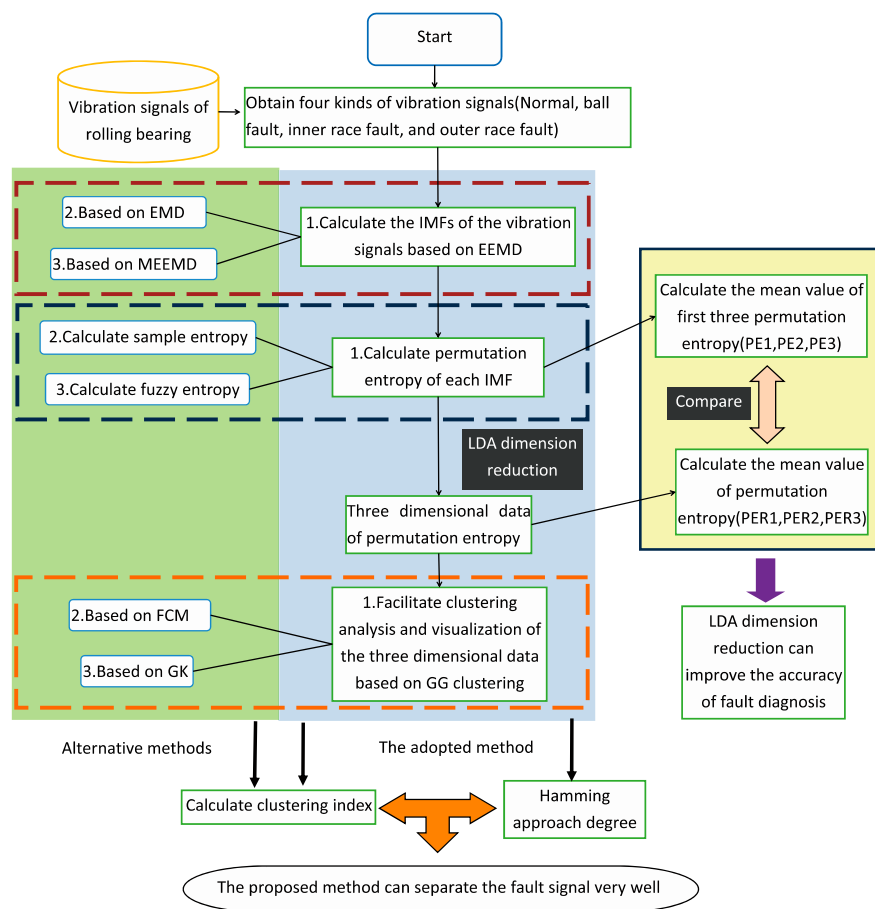 Start
Vibration signals of
rolling bearing
Obtain four kinds of vibration signals(Normal, ball
fault, inner race fault, and outer race fault)
2.Based on EMD
3.Based on MEEMD
1.Calculate the IMFs of the vibration
signals based on EEMD
2.Calculate sample entropy
3.Calculate fuzzy entropy
1.Calculate permutation
entropy of each IMF
Calculate the mean value of
first three permutation
entropy(PE1,PE2,PE3)
Compare
LDA dimension
reduction
Calculate the mean value
of permutation
entropy(PER1,PER2,PER3)
Three dimensional data
of permutation entropy
2.Based on FCM
3.Based on GK
1.Facilitate clustering
analysis and visualization of
the three dimensional data
based on GG clustering
LDA dimension
reduction can
improve the accuracy
of fault diagnosis
Alternative methods
The adopted method
Calculate clustering index
Hamming
approach degree
The proposed method can separate the fault signal very well